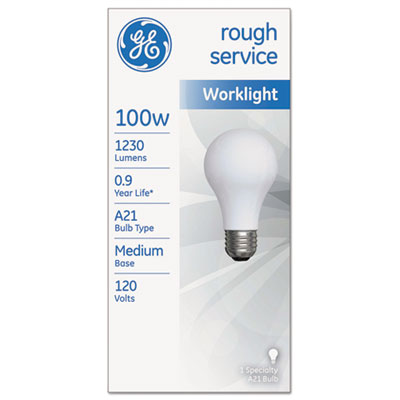 GE
rough
service
Worklight
100w
1230
Lumens
0.9
Year Life*
A21
Bulb Type
Medium
Base
120
Volts
1 Specialty
A21 Bulb